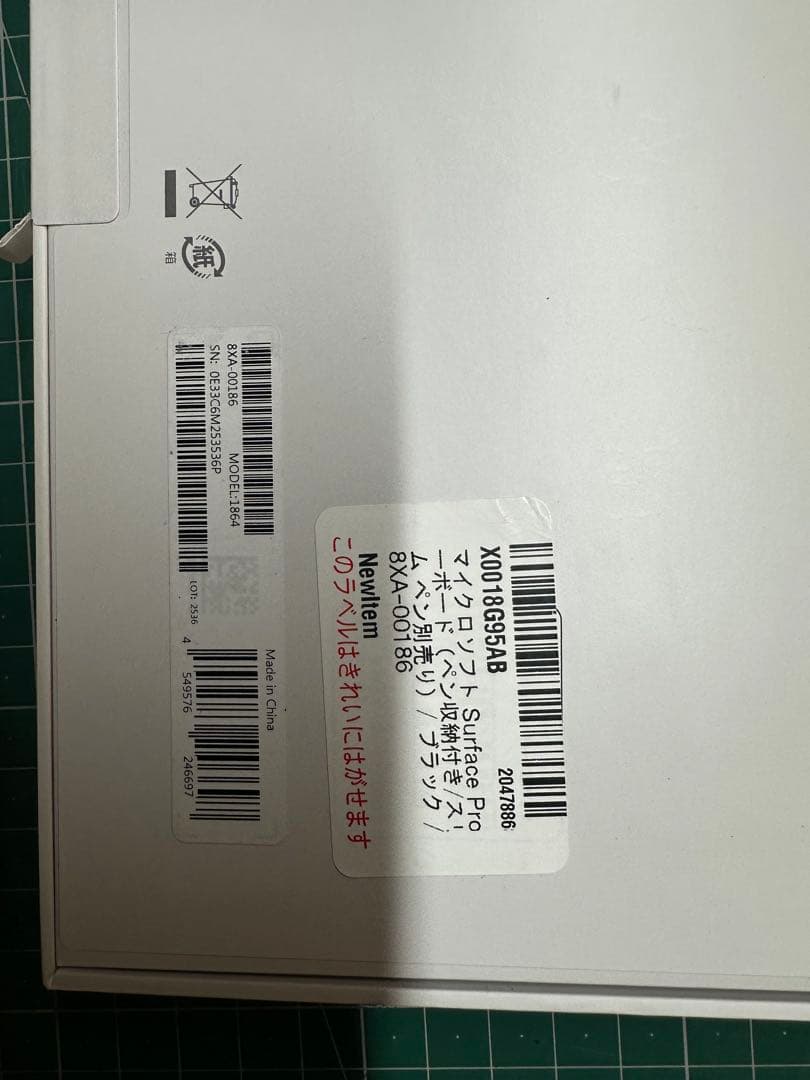 紙
箱
8XA-00186 MODEL:1864
SN: 0E33C6M253536P
LOT: 2536
Made in China
4 549576 246697
X0018G95AB 2047886
マイクロソフト Surface Pro
ーボード（ペン収納付き/スリ
ム ペン別売り）/ ブラック /
8XA-00186
NewItem
このラベルはきれいにはがせます